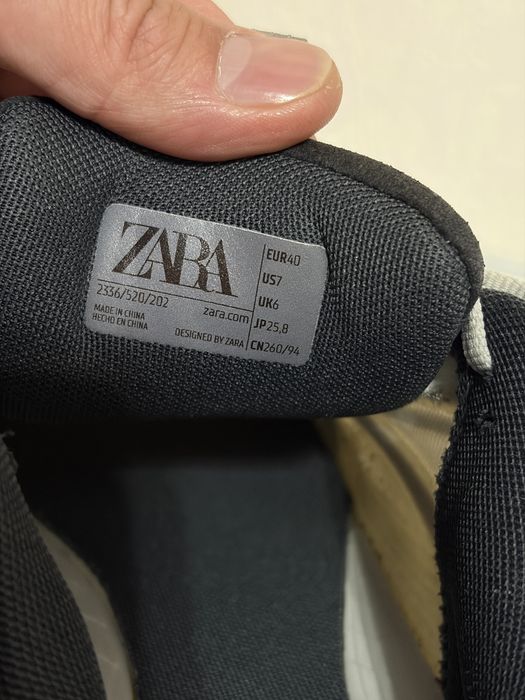 ZARA
2336/520/202
zara.com
MADE IN CHINA
HECHO EN CHINA
DESIGNED BY ZARA
EUR40
US7
UK6
JP25,8
CN260/94